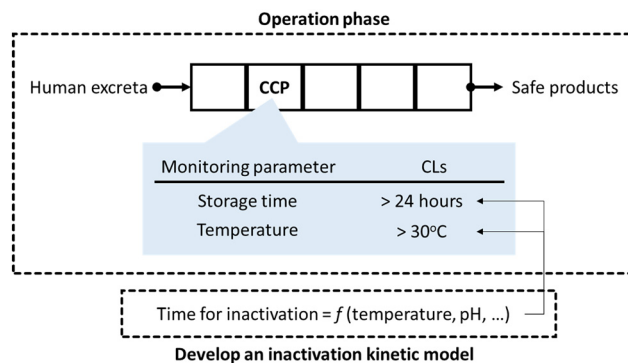 Operation phase
Human excreta
CCP
Safe products
Monitoring parameter CLs
Storage time > 24 hours
Temperature > 30°C
Time for inactivation = f (temperature, pH, ...)
Develop an inactivation kinetic model